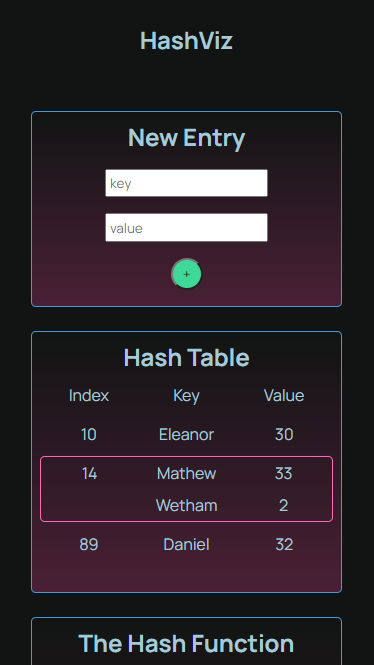 HashViz
New Entry
key
value
+
Hash Table
Index Key Value
10 Eleanor 30
14 Mathew 33
Wetham 2
89 Daniel 32
The Hash Function